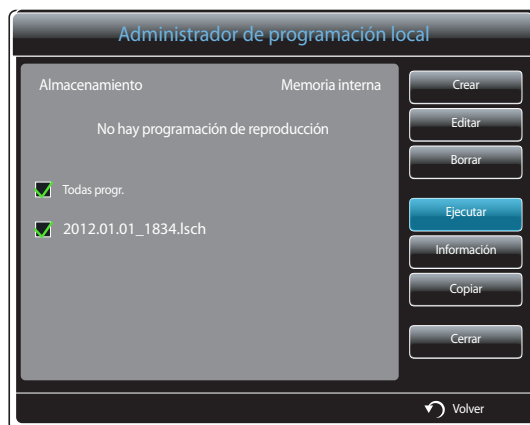 Administrador de programación local
Almacenamiento Memoria interna
No hay programación de reproducción
Todas progr.
2012.01.01_1834.lsch
Crear
Editar
Borrar
Ejecutar
Información
Copiar
Cerrar
Volver